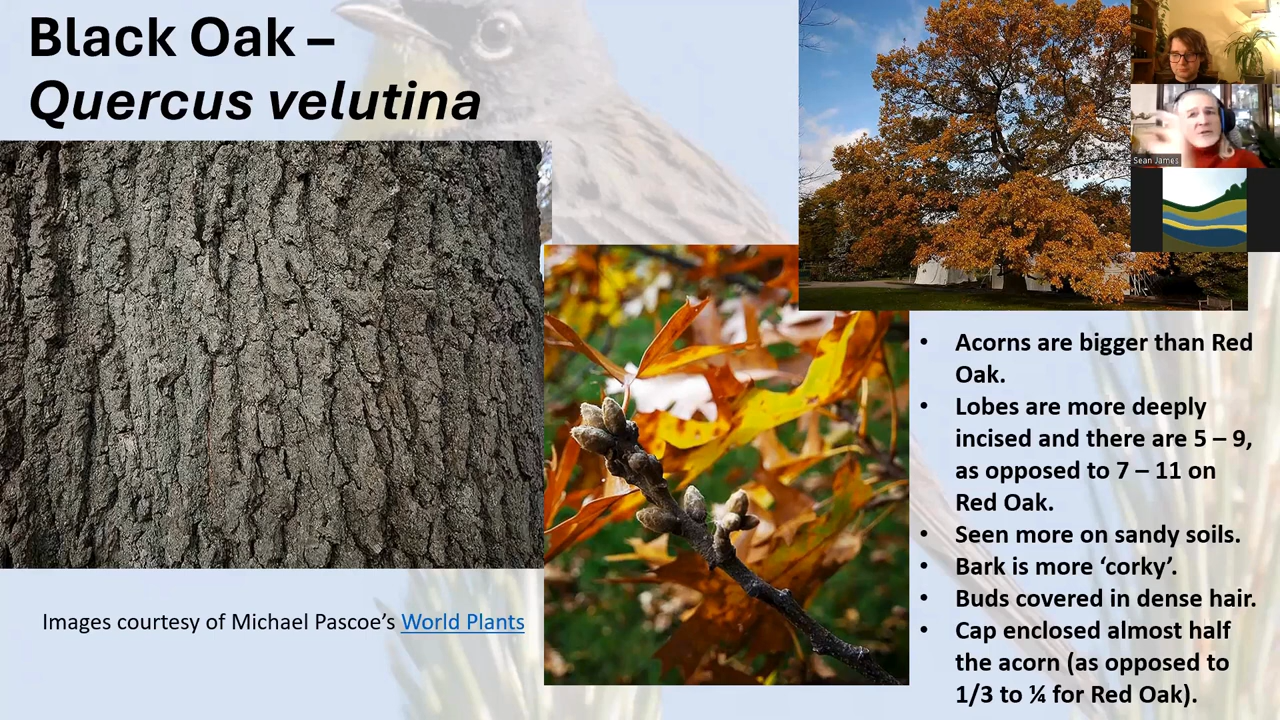 Black Oak –
Quercus velutina
Sean James
Images courtesy of Michael Pascoe’s World Plants
• Acorns are bigger than Red
Oak.
• Lobes are more deeply
incised and there are 5 – 9,
as opposed to 7 – 11 on
Red Oak.
• Seen more on sandy soils.
• Bark is more ‘corky’.
• Buds covered in dense hair.
• Cap enclosed almost half
the acorn (as opposed to
1/3 to ¼ for Red Oak).